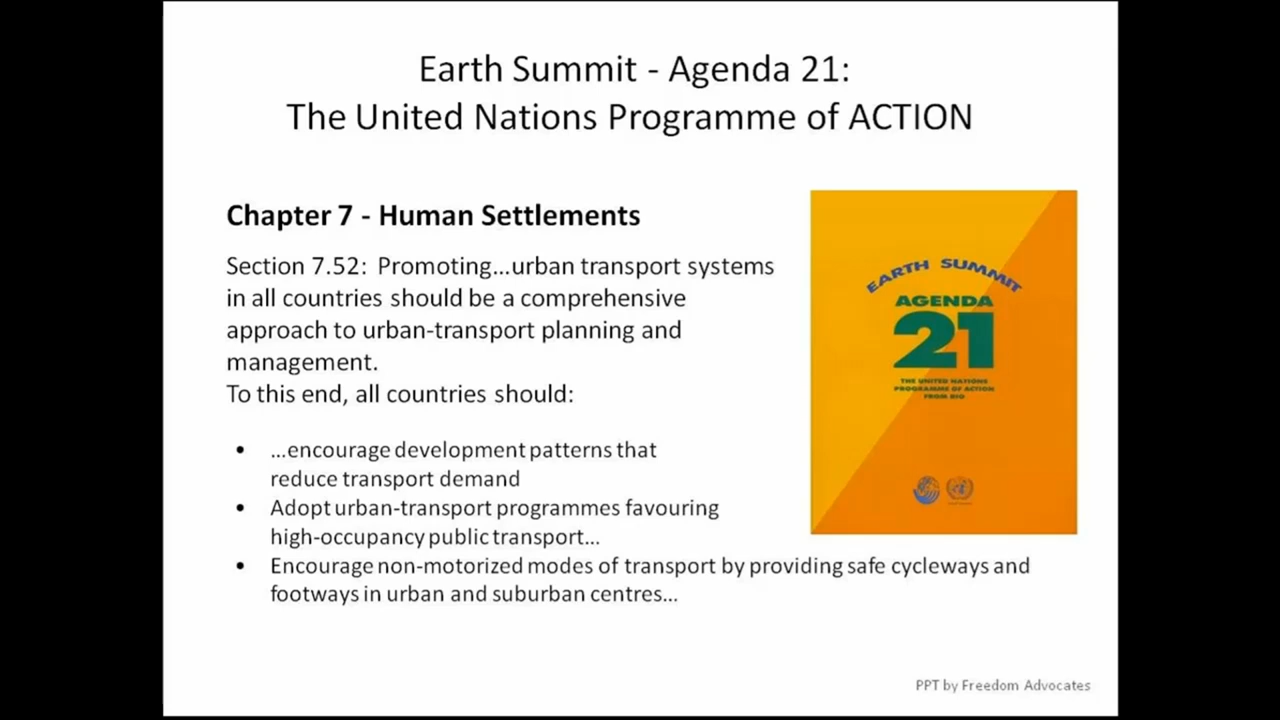 Earth Summit - Agenda 21:
The United Nations Programme of ACTION
Chapter 7 - Human Settlements
Section 7.52: Promoting...urban transport systems
in all countries should be a comprehensive
approach to urban-transport planning and
management.
To this end, all countries should:
• ...encourage development patterns that
reduce transport demand
• Adopt urban-transport programmes favouring
high-occupancy public transport...
• Encourage non-motorized modes of transport by providing safe cycleways and
footways in urban and suburban centres...
EARTH SUMMIT
AGENDA
21
THE UNITED NATIONS
PROGRAMME OF ACTION
FROM RIO
PPT by Freedom Advocates